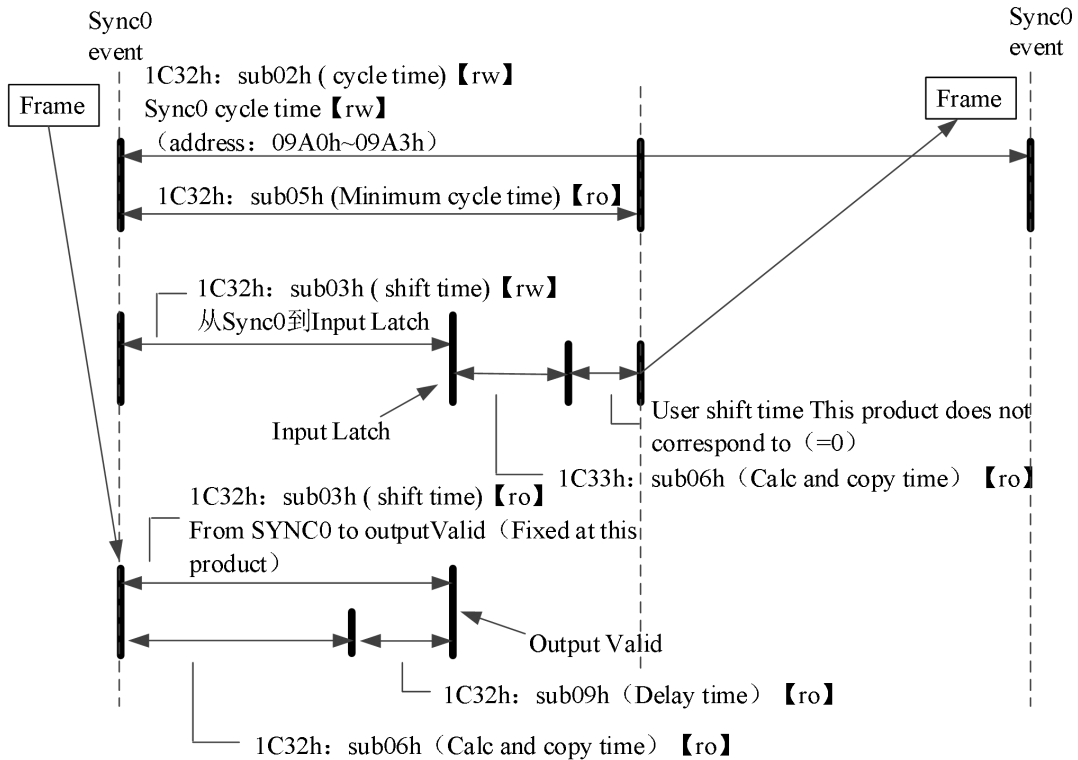 Sync0
event
Sync0
event
1C32h：sub02h ( cycle time)【rw】
Frame
Frame
Sync0 cycle time【rw】
（address：09A0h~09A3h）
1C32h：sub05h (Minimum cycle time)【ro】
1C32h：sub03h ( shift time)【rw】
从Sync0到Input Latch
Input Latch
User shift time This product does not
correspond to（=0）
1C33h：sub06h（Calc and copy time）【ro】
1C32h：sub03h ( shift time)【ro】
From SYNC0 to outputValid（Fixed at this
product）
Output Valid
1C32h：sub09h（Delay time）【ro】
1C32h：sub06h（Calc and copy time）【ro】